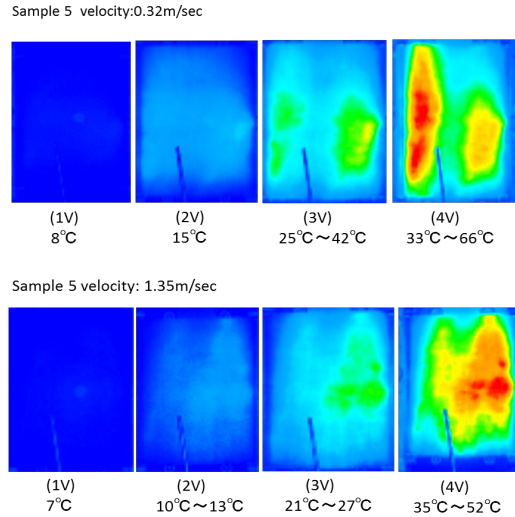 Sample 5  velocity:0.32m/sec
(1V) (2V) (3V) (4V)
8℃ 15℃ 25℃～42℃ 33℃～66℃
Sample 5 velocity: 1.35m/sec
(1V) (2V) (3V) (4V)
7℃ 10℃～13℃ 21℃～27℃ 35℃～52℃